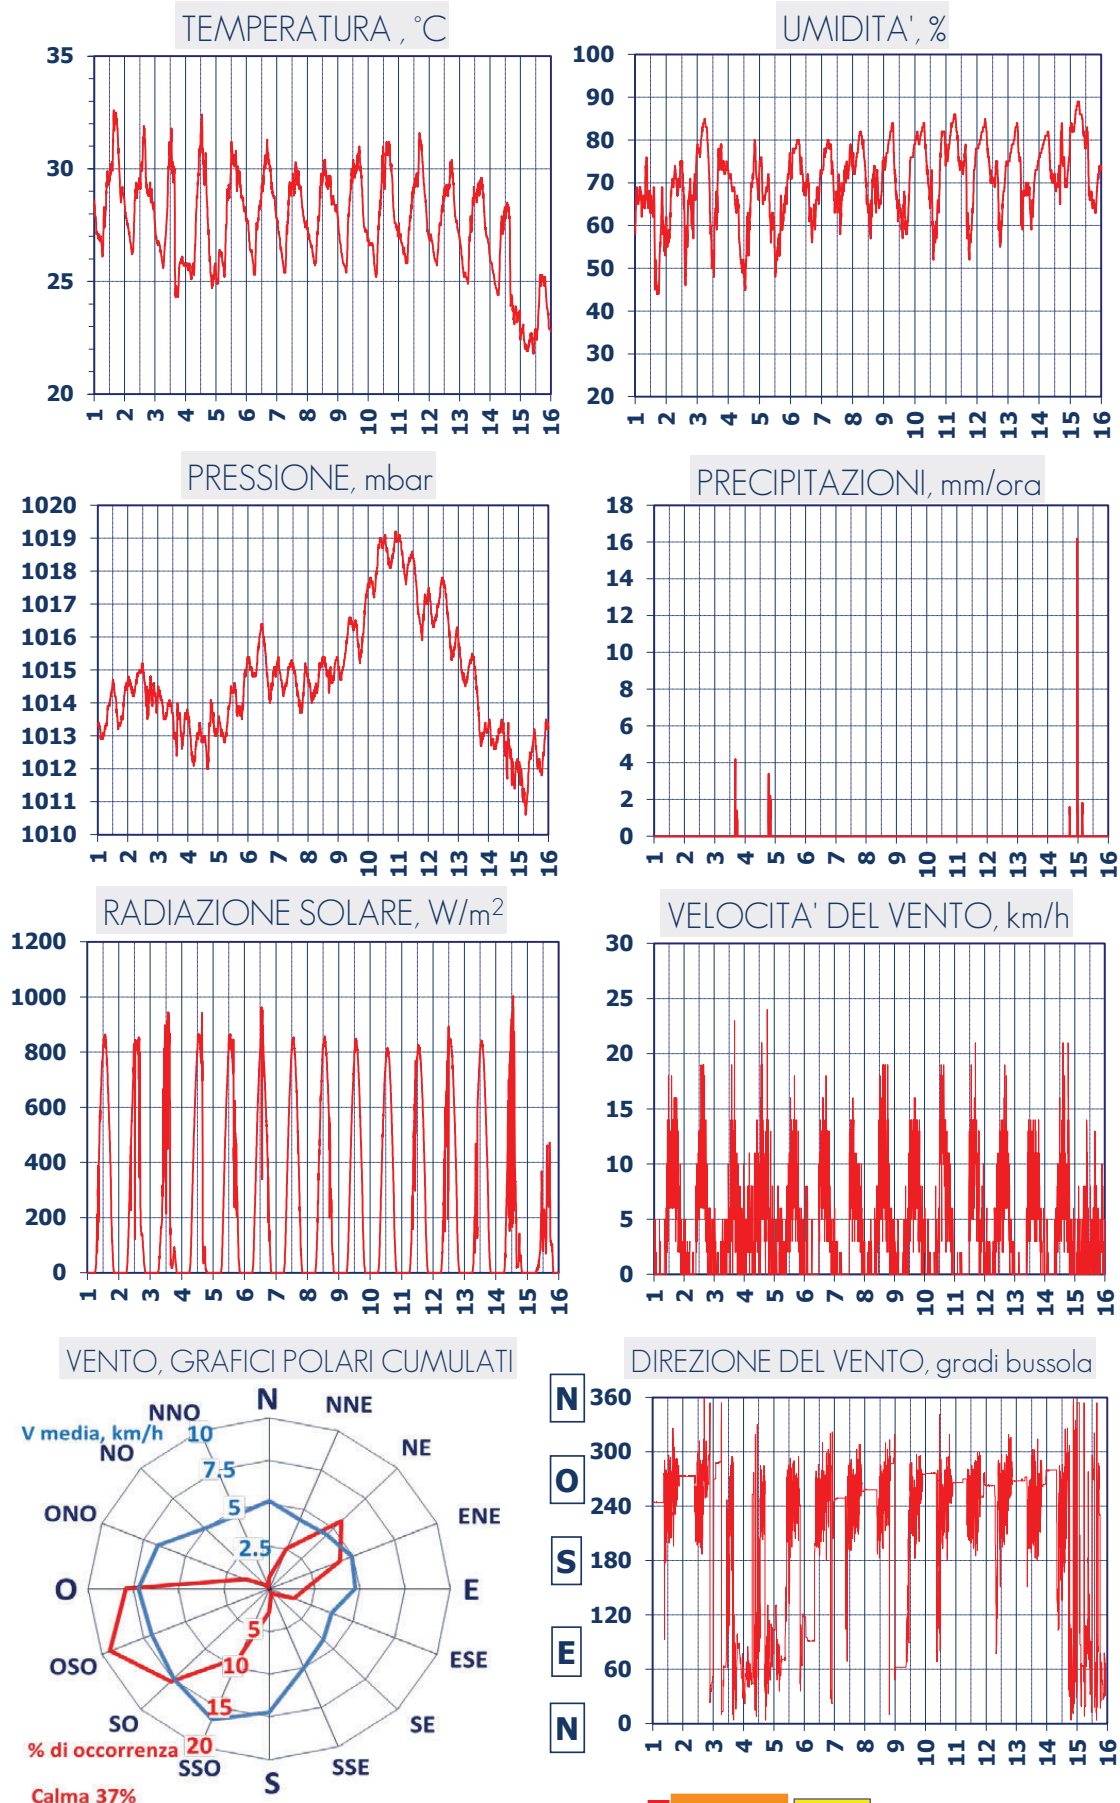 TEMPERATURA , °C
35
30
25
20
1 2 3 4 5 6 7 8 9 10 11 12 13 14 15 16
UMIDITA', %
100
90
80
70
60
50
40
30
20
1 2 3 4 5 6 7 8 9 10 11 12 13 14 15 16
PRESSIONE, mbar
1020
1019
1018
1017
1016
1015
1014
1013
1012
1011
1010
1 2 3 4 5 6 7 8 9 10 11 12 13 14 15 16
PRECIPITAZIONI, mm/ora
18
16
14
12
10
8
6
4
2
0
1 2 3 4 5 6 7 8 9 10 11 12 13 14 15 16
RADIAZIONE SOLARE, W/m²
1200
1000
800
600
400
200
0
1 2 3 4 5 6 7 8 9 10 11 12 13 14 15 16
VELOCITA' DEL VENTO, km/h
30
25
20
15
10
5
0
1 2 3 4 5 6 7 8 9 10 11 12 13 14 15 16
VENTO, GRAFICI POLARI CUMULATI
N
NNO
NNE
V media, km/h 10
NO
NE
7.5
5
ONO
ENE
2.5
O
E
5
OSO
10
ESE
15
SO
SE
% di occorrenza 20
SSO
SSE
S
Calma 37%
DIREZIONE DEL VENTO, gradi bussola
N 360
300
O
240
S 180
120
E
60
N 0
1 2 3 4 5 6 7 8 9 10 11 12 13 14 15 16